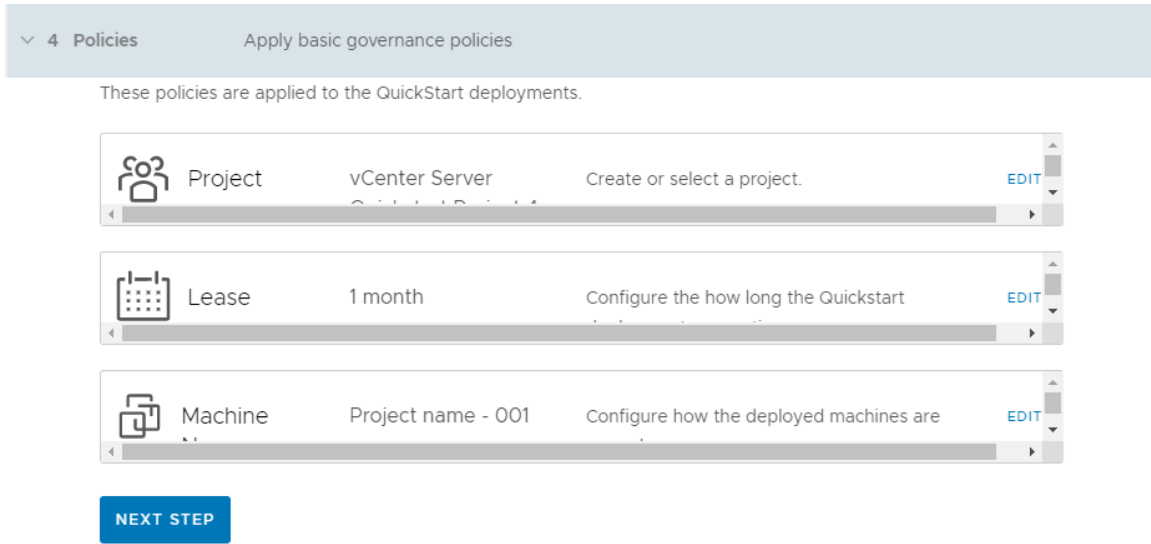 4 Policies Apply basic governance policies
These policies are applied to the QuickStart deployments.
Project vCenter Server Create or select a project. EDIT
Lease 1 month Configure the how long the Quickstart EDIT
Machine Project name - 001 Configure how the deployed machines are EDIT
NEXT STEP